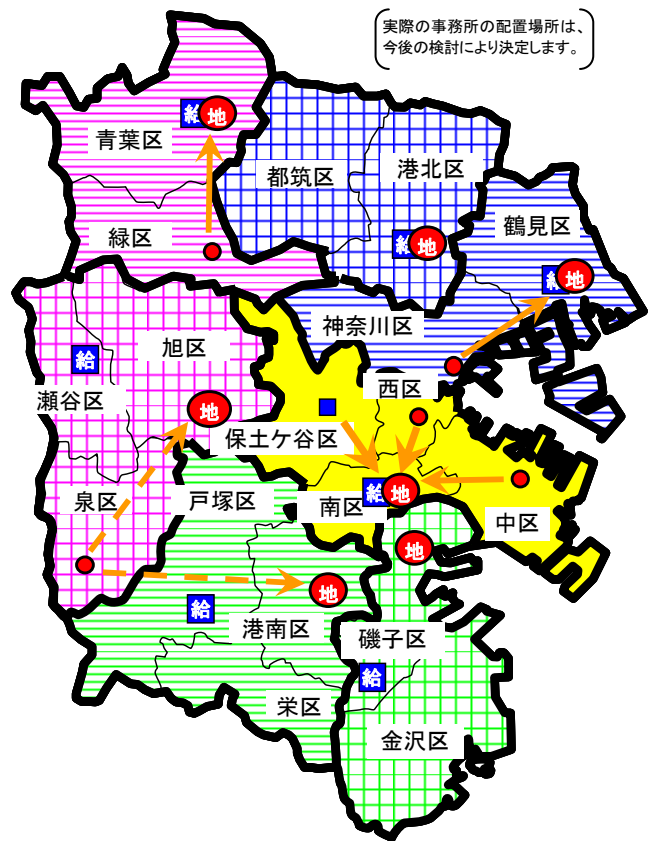 実際の事務所の配置場所は、
今後の検討により決定します。
給
地
青葉区
都筑区
港北区
緑区
給
地
鶴見区
給
地
神奈川区
旭区
給
西区
瀬谷区
地
保土ケ谷区
泉区
戸塚区
南区
給
地
中区
地
地
給
港南区
磯子区
給
栄区
金沢区